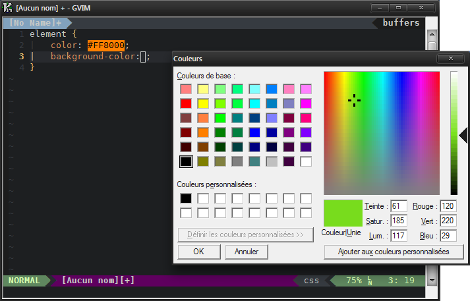 [Aucun nom] + - GVIM
[No Name]+
buffers
1 element {
2 color: #FF8000;
3 background-color:[];
4 }
Couleurs
Couleurs de base :
Couleurs personnalisées :
Définir les couleurs personnalisées >>
OK
Annuler
Couleur|Unie
Teinte : 61
Satur. : 185
Lum. : 117
Rouge : 120
Vert : 220
Bleu : 29
Ajouter aux couleurs personnalisées
NORMAL
[Aucun nom][+]
css
75%
3: 19